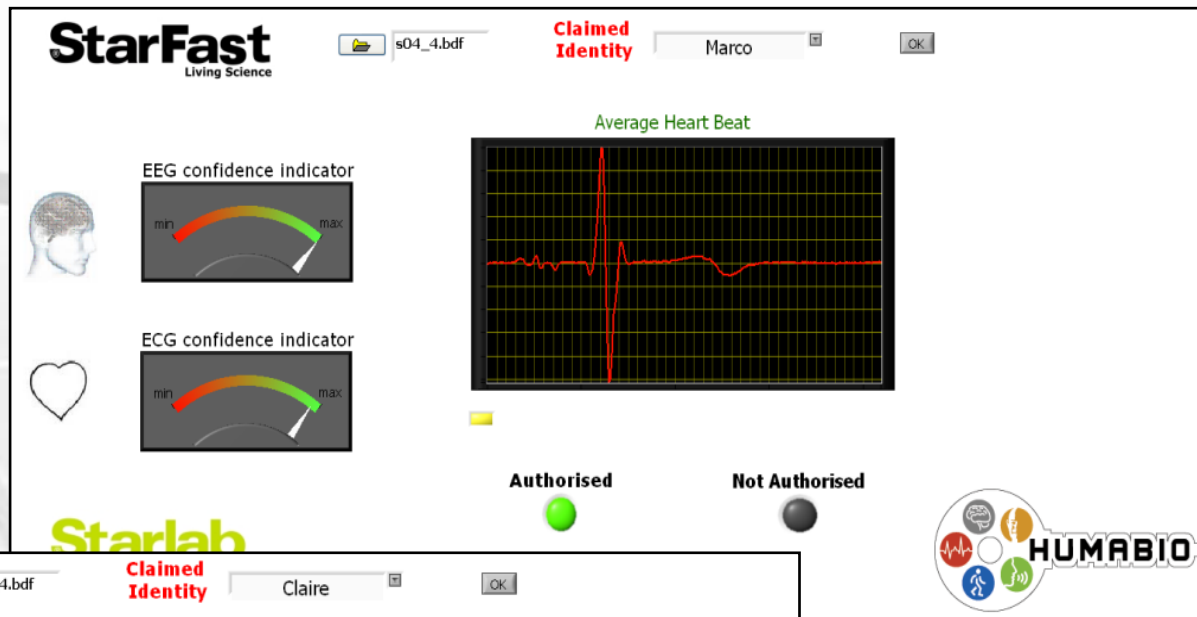 StarFast
Living Science
s04_4.bdf
Claimed
Identity
Marco
OK
Average Heart Beat
EEG confidence indicator
min
max
ECG confidence indicator
min
max
Authorised
Not Authorised
Starlab
HUMABIO
4.bdf
Claimed
Identity
Claire
OK